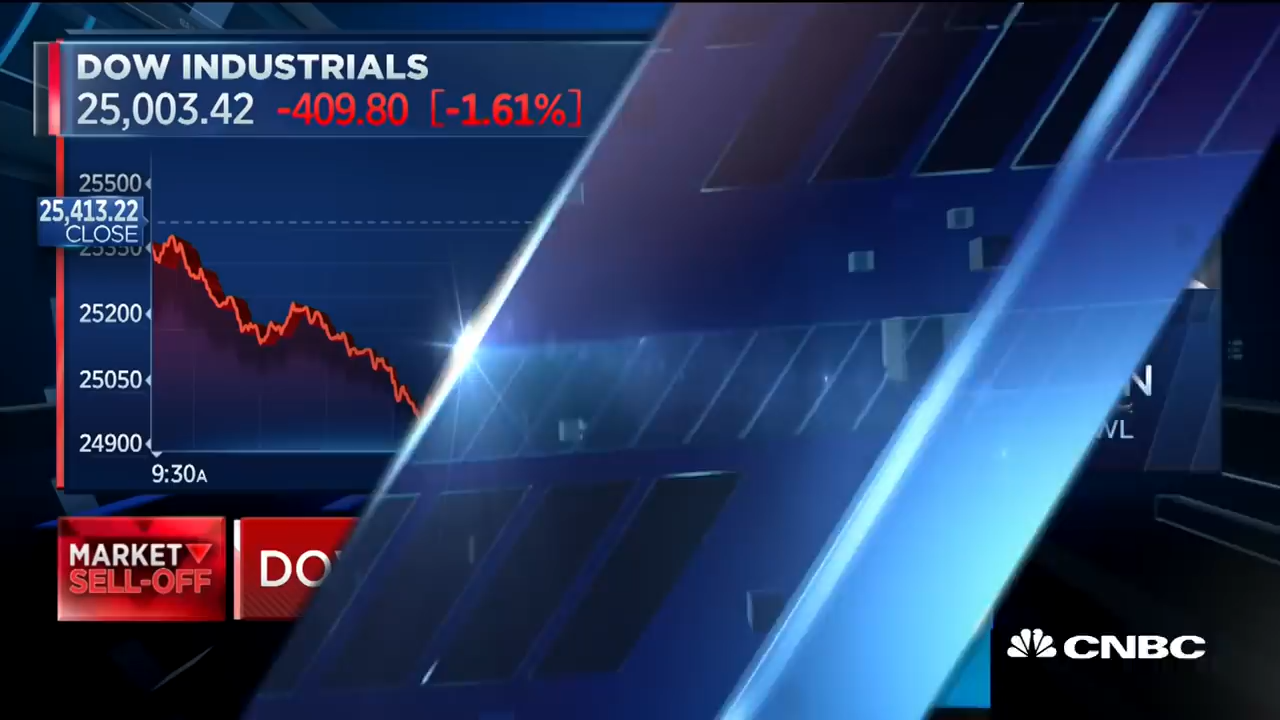 DOW INDUSTRIALS
25,003.42 -409.80 [-1.61%]
25500
25,413.22
CLOSE
25350
25200
25050
24900
9:30A
MARKET
SELL-OFF
CNBC